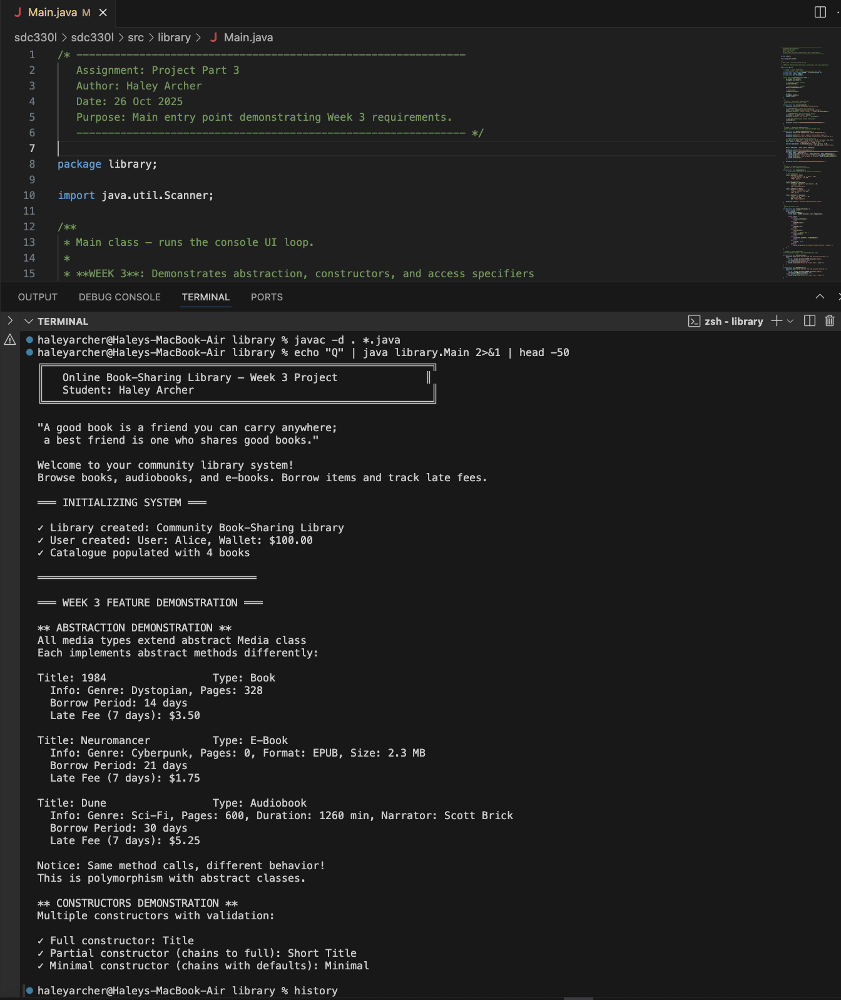 J Main.java M ×
sdc330l > sdc330l > src > library > J Main.java
1 /* --------------------------------------------------------------
2 Assignment: Project Part 3
3 Author: Haley Archer
4 Date: 26 Oct 2025
5 Purpose: Main entry point demonstrating Week 3 requirements.
6 -------------------------------------------------------------- */
7
8 package library;
9
10 import java.util.Scanner;
11
12 /**
13 * Main class – runs the console UI loop.
14 *
15 * **WEEK 3**: Demonstrates abstraction, constructors, and access specifiers
OUTPUT DEBUG CONSOLE TERMINAL PORTS
TERMINAL zsh - library
haleyarcher@Haleys-MacBook-Air library % javac -d . *.java
haleyarcher@Haleys-MacBook-Air library % echo "Q" | java library.Main 2>&1 | head -50
Online Book-Sharing Library – Week 3 Project
Student: Haley Archer
"A good book is a friend you can carry anywhere;
a best friend is one who shares good books."
Welcome to your community library system!
Browse books, audiobooks, and e-books. Borrow items and track late fees.
═══ INITIALIZING SYSTEM ═══
✓ Library created: Community Book-Sharing Library
✓ User created: User: Alice, Wallet: $100.00
✓ Catalogue populated with 4 books
═══════════════════════════════════
═══ WEEK 3 FEATURE DEMONSTRATION ═══
** ABSTRACTION DEMONSTRATION **
All media types extend abstract Media class
Each implements abstract methods differently:
Title: 1984 Type: Book
Info: Genre: Dystopian, Pages: 328
Borrow Period: 14 days
Late Fee (7 days): $3.50
Title: Neuromancer Type: E-Book
Info: Genre: Cyberpunk, Pages: 0, Format: EPUB, Size: 2.3 MB
Borrow Period: 21 days
Late Fee (7 days): $1.75
Title: Dune Type: Audiobook
Info: Genre: Sci-Fi, Pages: 600, Duration: 1260 min, Narrator: Scott Brick
Borrow Period: 30 days
Late Fee (7 days): $5.25
Notice: Same method calls, different behavior!
This is polymorphism with abstract classes.
** CONSTRUCTORS DEMONSTRATION **
Multiple constructors with validation:
✓ Full constructor: Title
✓ Partial constructor (chains to full): Short Title
✓ Minimal constructor (chains with defaults): Minimal
haleyarcher@Haleys-MacBook-Air library % history